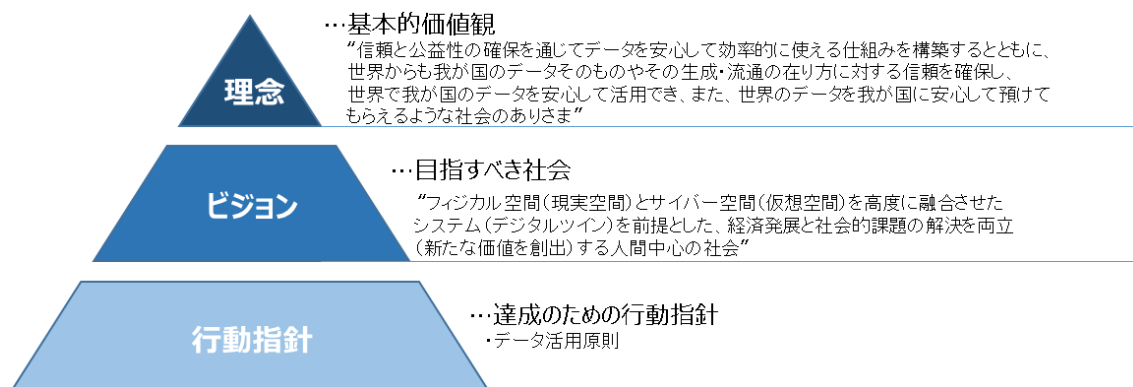 理念
…基本的価値観
“信頼と公益性の確保を通じてデータを安心して効率的に使える仕組みを構築するとともに、
世界からも我が国のデータそのものやその生成・流通の在り方に対する信頼を確保し、
世界で我が国のデータを安心して活用でき、また、世界のデータを我が国に安心して預けて
もらえるような社会のありさま”
ビジョン
…目指すべき社会
“フィジカル空間（現実空間）とサイバー空間（仮想空間）を高度に融合させた
システム（デジタルツイン）を前提とした、経済発展と社会的課題の解決を両立
（新たな価値を創出）する人間中心の社会”
行動指針
…達成のための行動指針
・データ活用原則